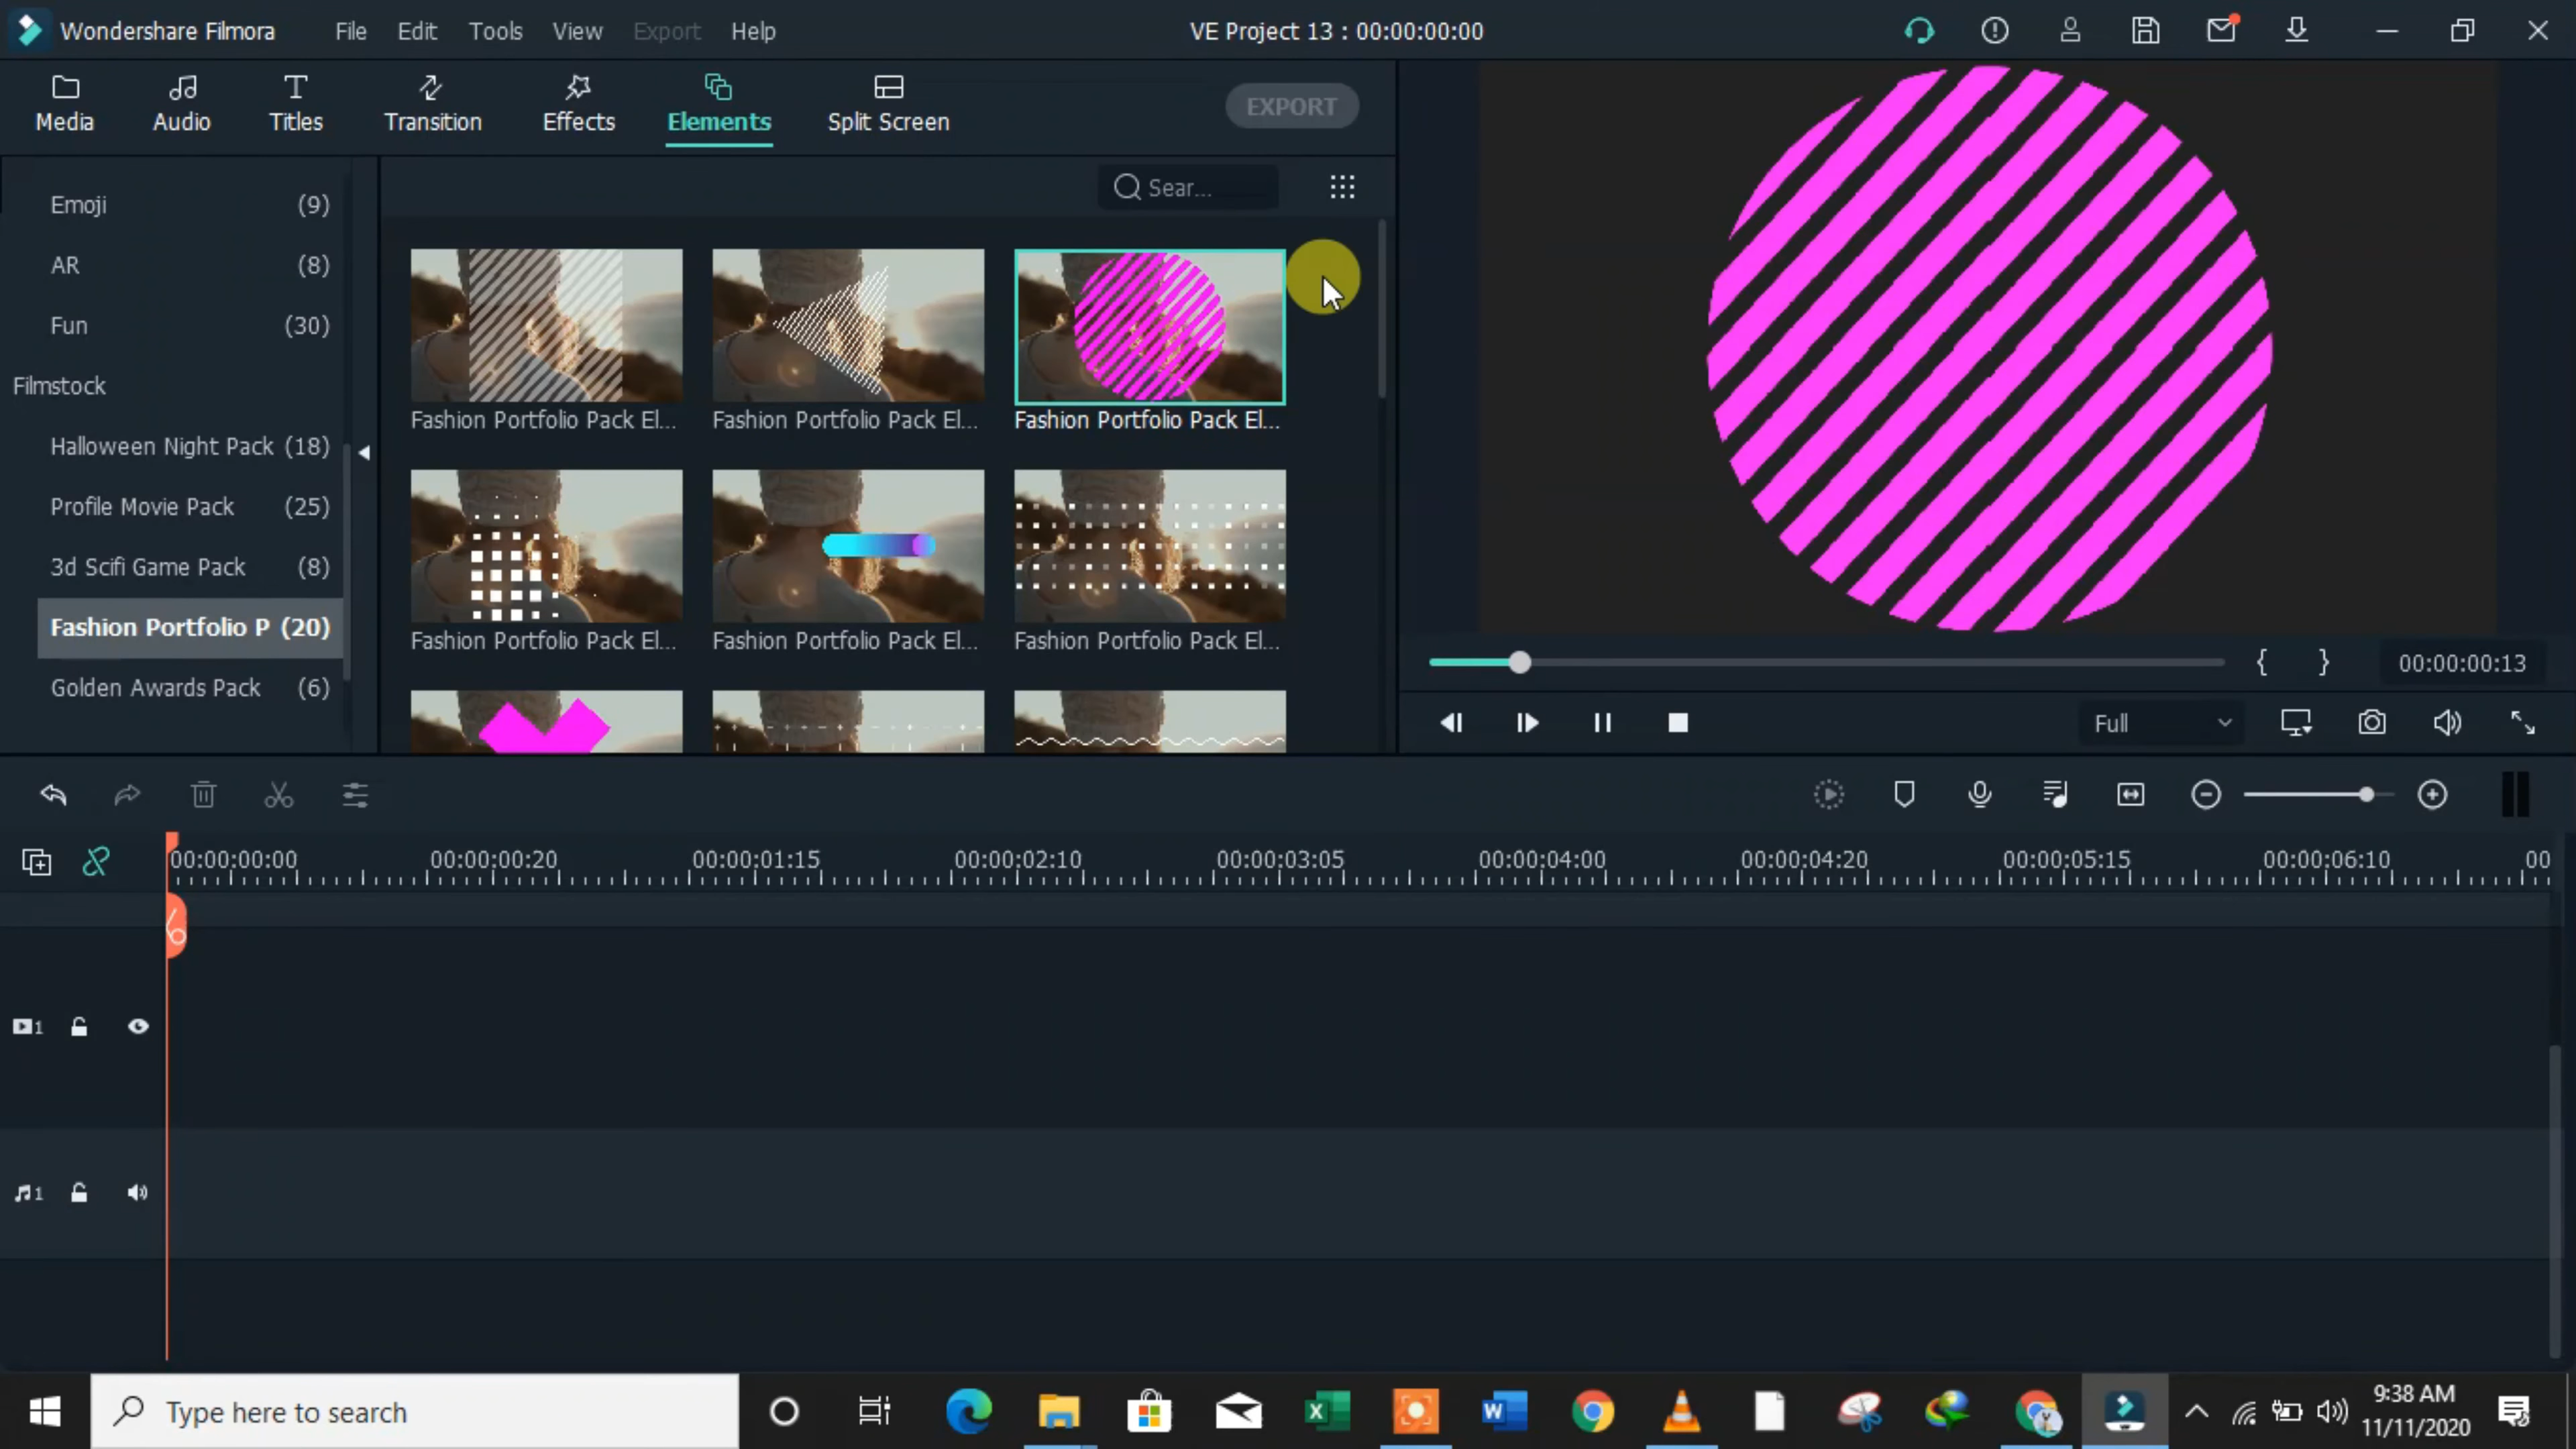 Wondershare Filmora File Edit Tools View Export Help VE Project 13 : 00:00:00:00
Media Audio Titles Transition Effects Elements Split Screen EXPORT
Sear...
Emoji (9)
AR (8)
Fun (30)
Filmstock
Halloween Night Pack (18)
Profile Movie Pack (25)
3d Scifi Game Pack (8)
Fashion Portfolio P (20)
Golden Awards Pack (6)
Fashion Portfolio Pack El... Fashion Portfolio Pack El... Fashion Portfolio Pack El...
Fashion Portfolio Pack El... Fashion Portfolio Pack El... Fashion Portfolio Pack El...
{ } 00:00:00:13
Full
00:00:00:00 00:00:00:20 00:00:01:15 00:00:02:10 00:00:03:05 00:00:04:00 00:00:04:20 00:00:05:15 00:00:06:10 00
1
1
Type here to search
9:38 AM
11/11/2020